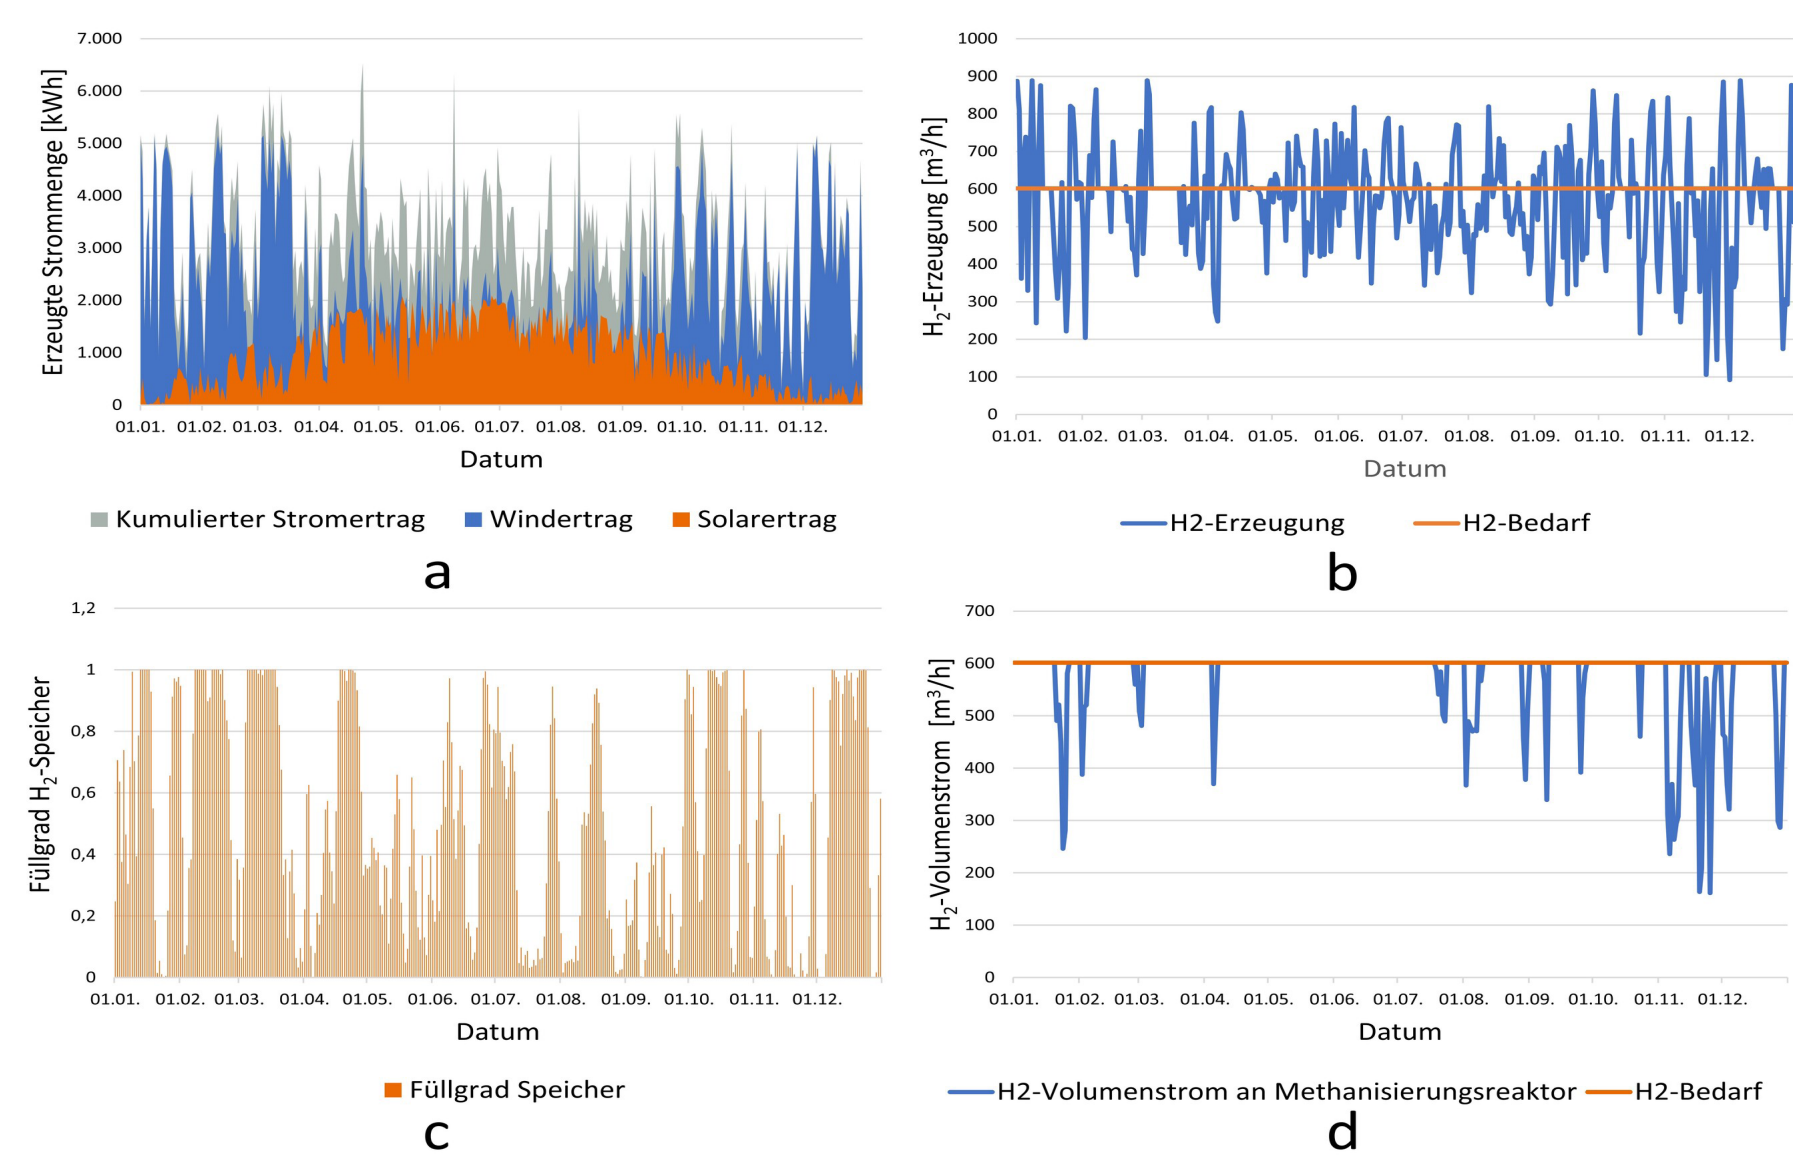 7.000
6.000
5.000
4.000
3.000
2.000
1.000
0
Erzeugte Strommenge [kWh]
01.01. 01.02. 01.03. 01.04. 01.05. 01.06. 01.07. 01.08. 01.09. 01.10. 01.11. 01.12.
Datum
Kumulierter Stromertrag Windertrag Solarertrag
a
1000
900
800
700
600
500
400
300
200
100
0
H₂-Erzeugung [m³/h]
01.01. 01.02. 01.03. 01.04. 01.05. 01.06. 01.07. 01.08. 01.09. 01.10. 01.11. 01.12.
Datum
H2-Erzeugung H2-Bedarf
b
1,2
1
0,8
0,6
0,4
0,2
0
Füllgrad H₂-Speicher
01.01. 01.02. 01.03. 01.04. 01.05. 01.06. 01.07. 01.08. 01.09. 01.10. 01.11. 01.12.
Datum
Füllgrad Speicher
c
700
600
500
400
300
200
100
0
H₂-Volumenstrom [m³/h]
01.01. 01.02. 01.03. 01.04. 01.05. 01.06. 01.07. 01.08. 01.09. 01.10. 01.11. 01.12.
Datum
H2-Volumenstrom an Methanisierungsreaktor H2-Bedarf
d